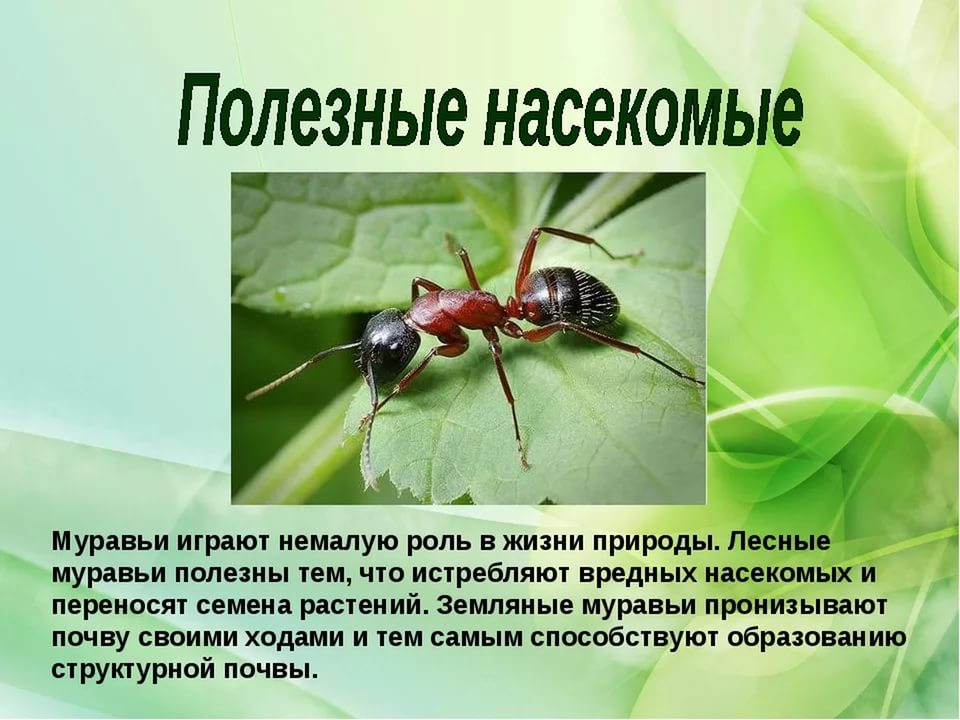 Полезные насекомые
Муравьи играют немалую роль в жизни природы. Лесные
муравьи полезны тем, что истребляют вредных насекомых и
переносят семена растений. Земляные муравьи пронизывают
почву своими ходами и тем самым способствуют образованию
структурной почвы.